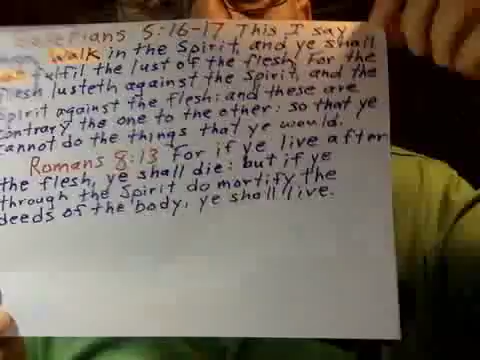 5:16-17 This I say
Walk in the Spirit, and ye shall
fulfil the lust of the flesh. For the
flesh lusteth against the Spirit, and the
Spirit against the flesh: and these are
contrary the one to the other: so that ye
cannot do the things that ye would.
Romans 8:13 For if ye live after
the flesh, ye shall die: but if ye
through the Spirit do mortify the
deeds of the body, ye shall live.